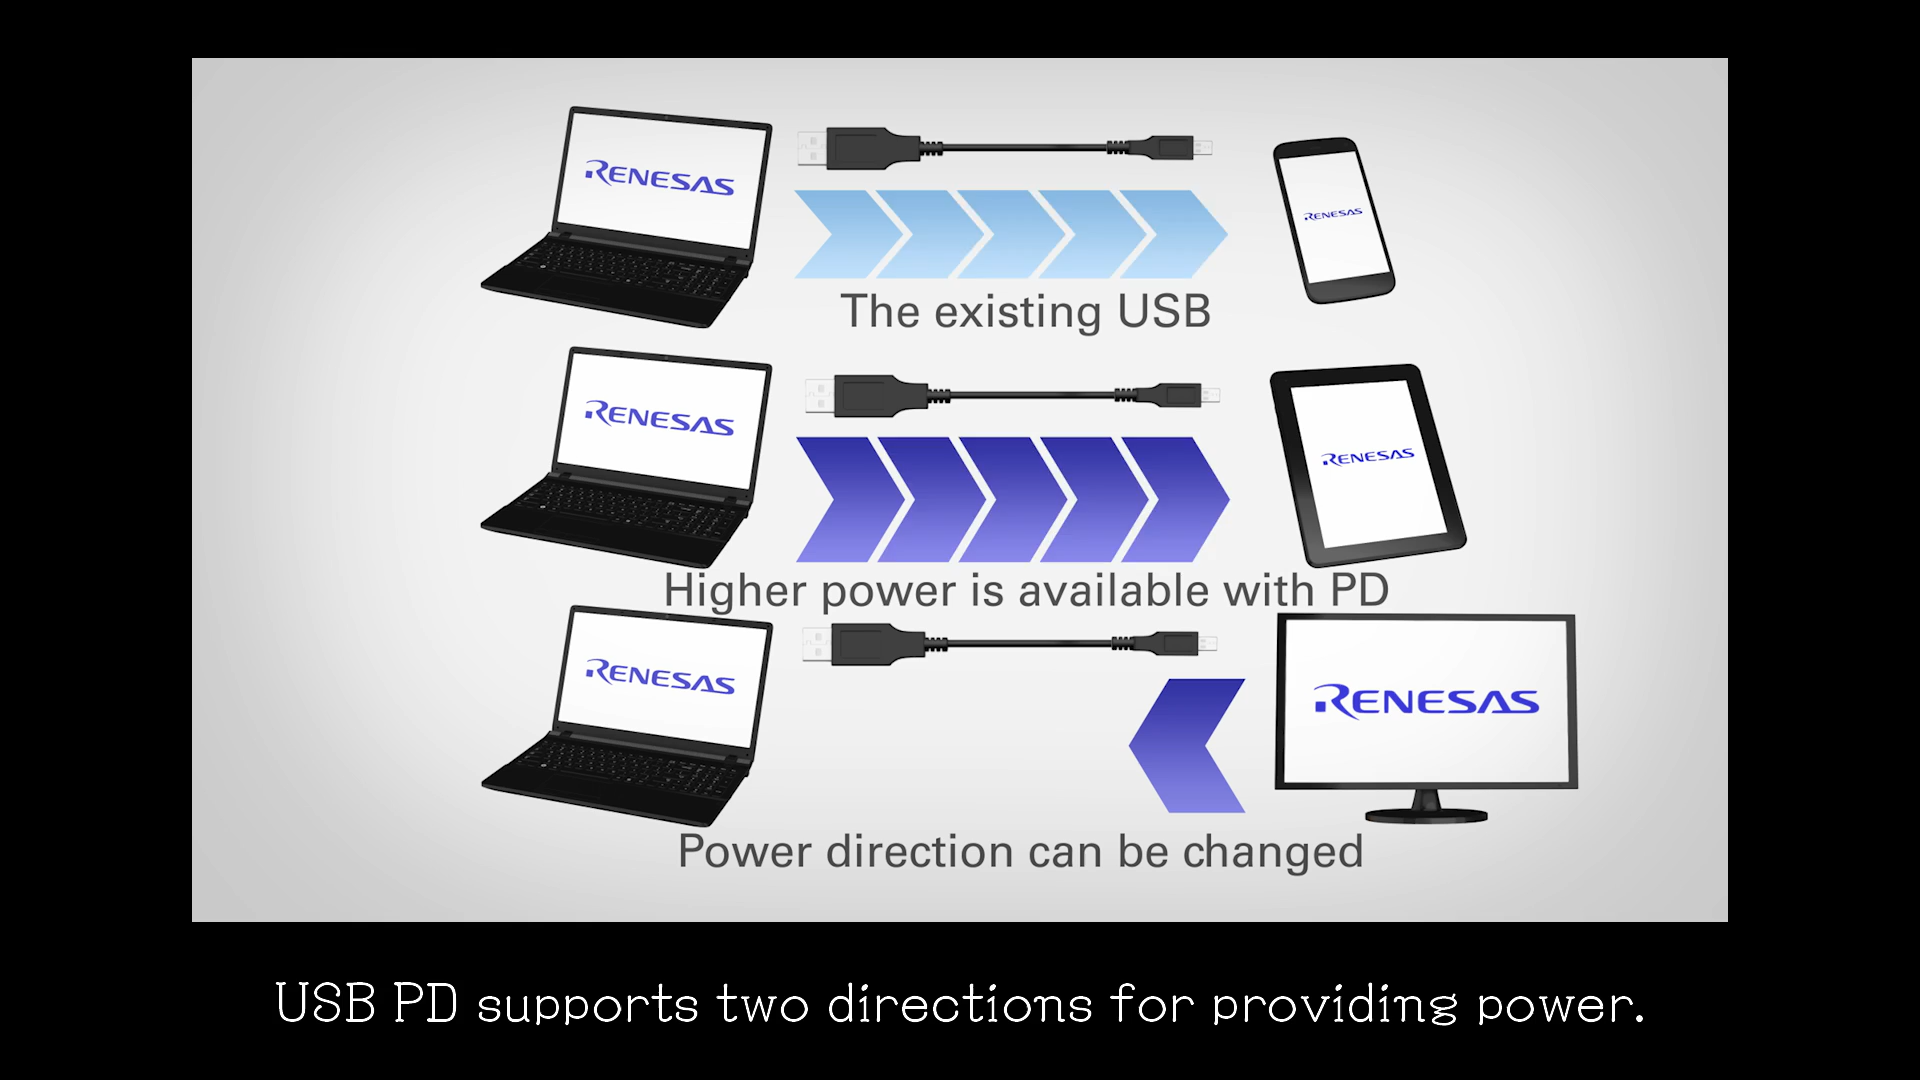 RENESAS
RENESAS
The existing USB
RENESAS
RENESAS
Higher power is available with PD
RENESAS
RENESAS
Power direction can be changed
USB PD supports two directions for providing power.